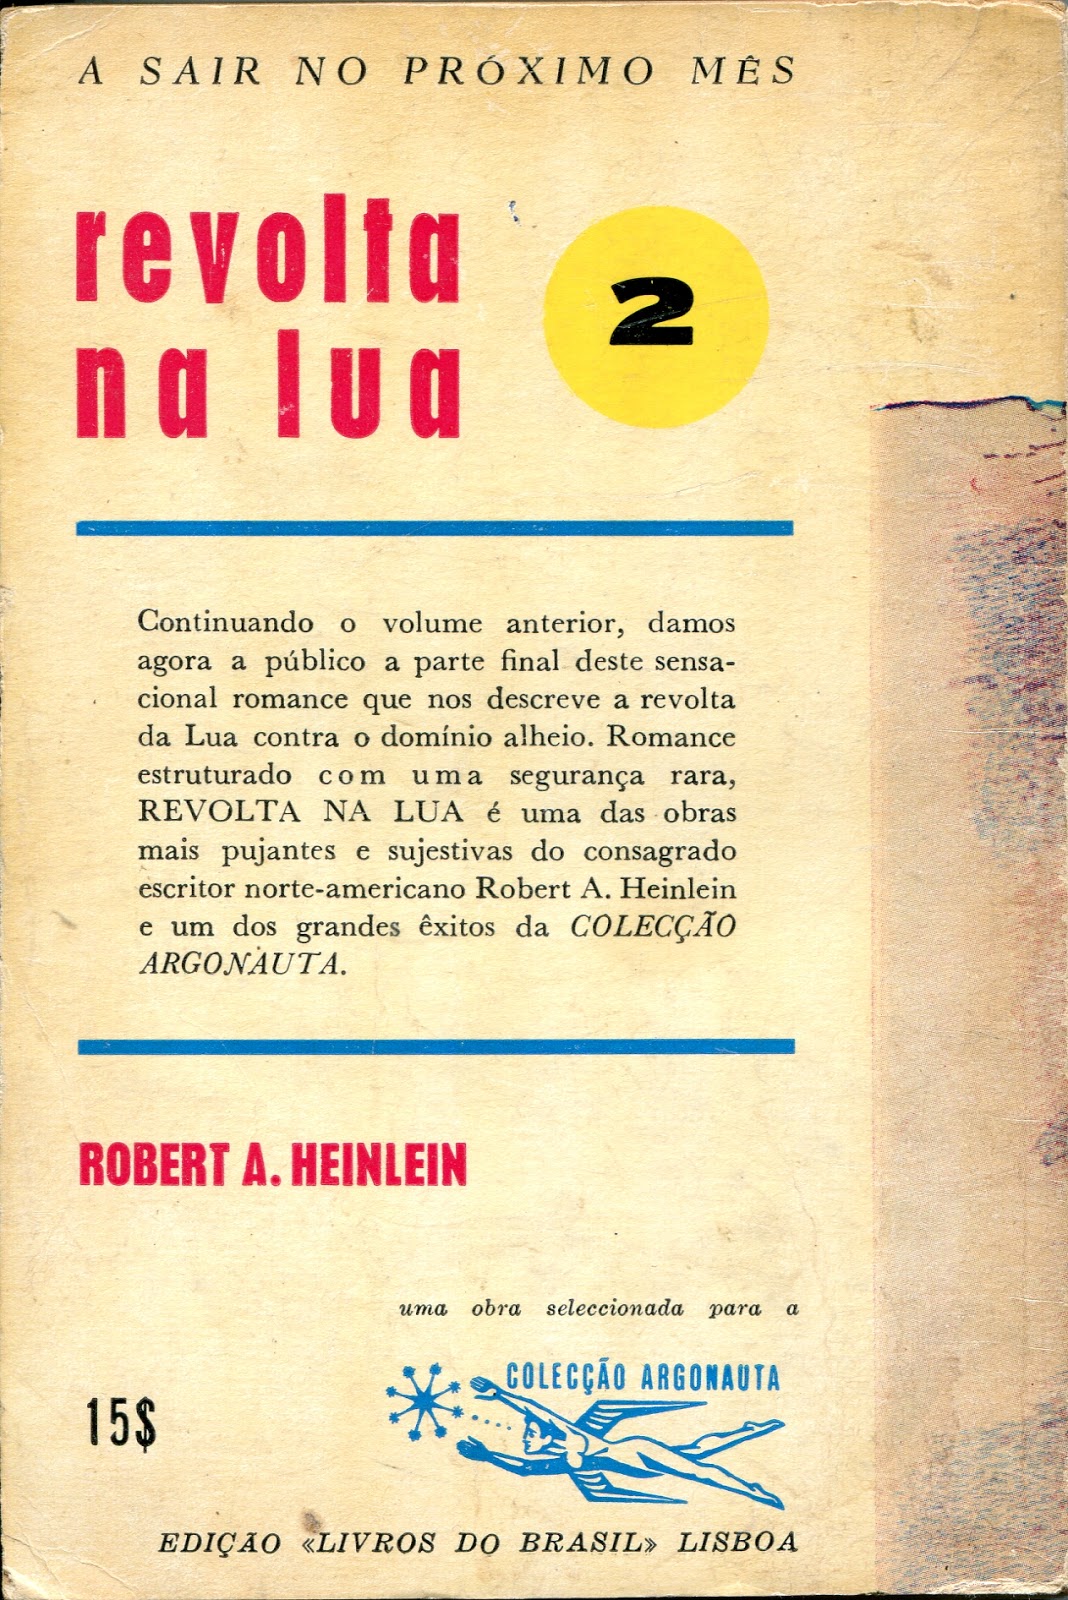 A SAIR NO PRÓXIMO MÊS
revolta
na lua
2
Continuando o volume anterior, damos
agora a público a parte final deste sensa-
cional romance que nos descreve a revolta
da Lua contra o domínio alheio. Romance
estruturado com uma segurança rara,
REVOLTA NA LUA é uma das obras
mais pujantes e sujestivas do consagrado
escritor norte-americano Robert A. Heinlein
e um dos grandes êxitos da COLECÇÃO
ARGONAUTA.
ROBERT A. HEINLEIN
uma obra seleccionada para a
COLECÇÃO ARGONAUTA
15$
EDIÇÃO «LIVROS DO BRASIL» LISBOA